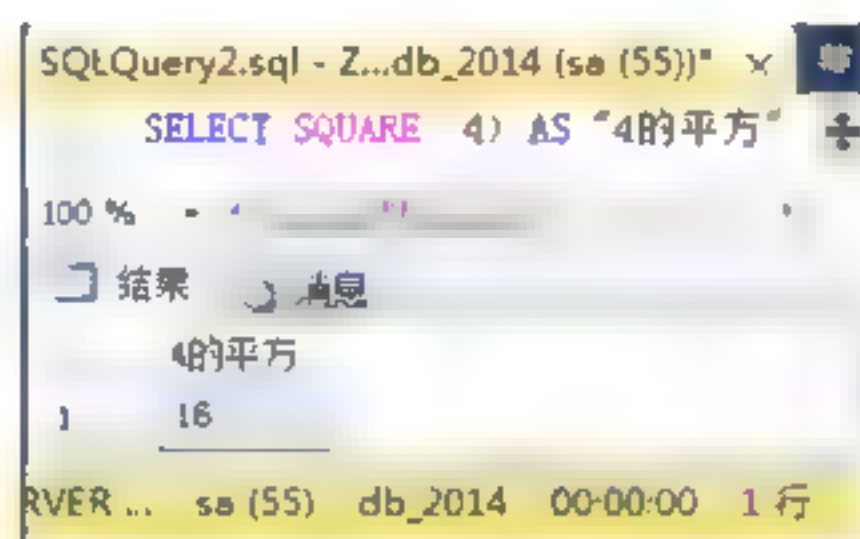 SQLQuery2.sql - Z...db_2014 (sa (55))* ×
SELECT SQUARE 4) AS "4的平方"
100 %
结果 消息
4的平方
1 16
RVER ... sa (55) db_2014 00:00:00 1 行